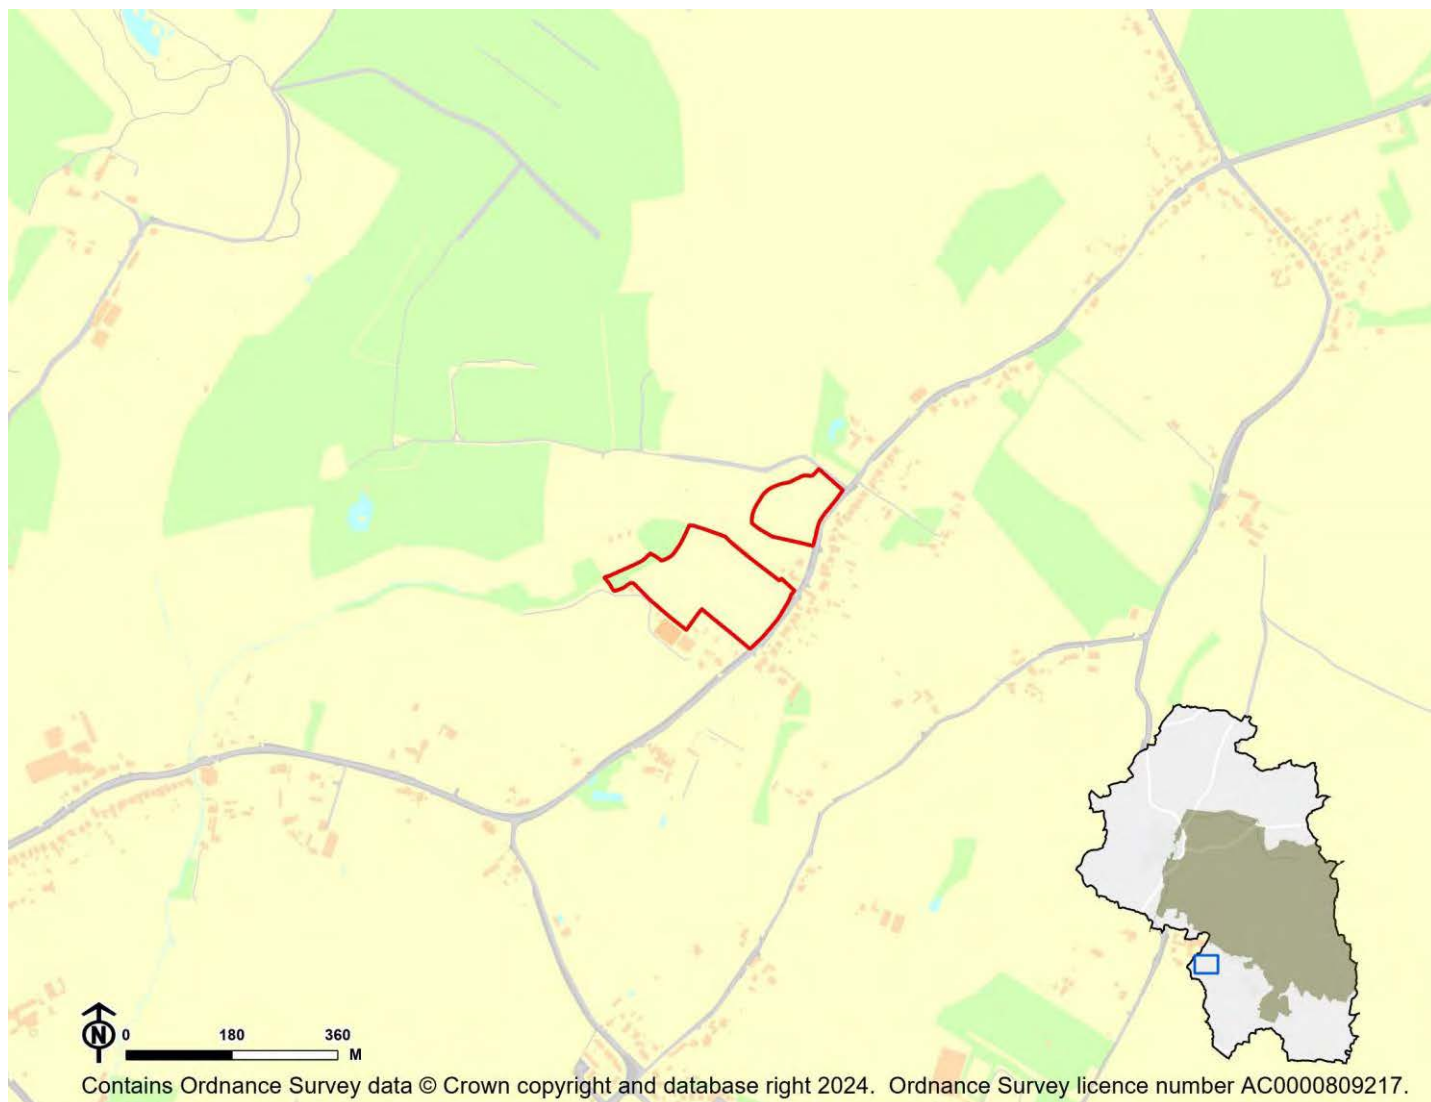 N 0 180 360
M
Contains Ordnance Survey data © Crown copyright and database right 2024. Ordnance Survey licence number AC0000809217.